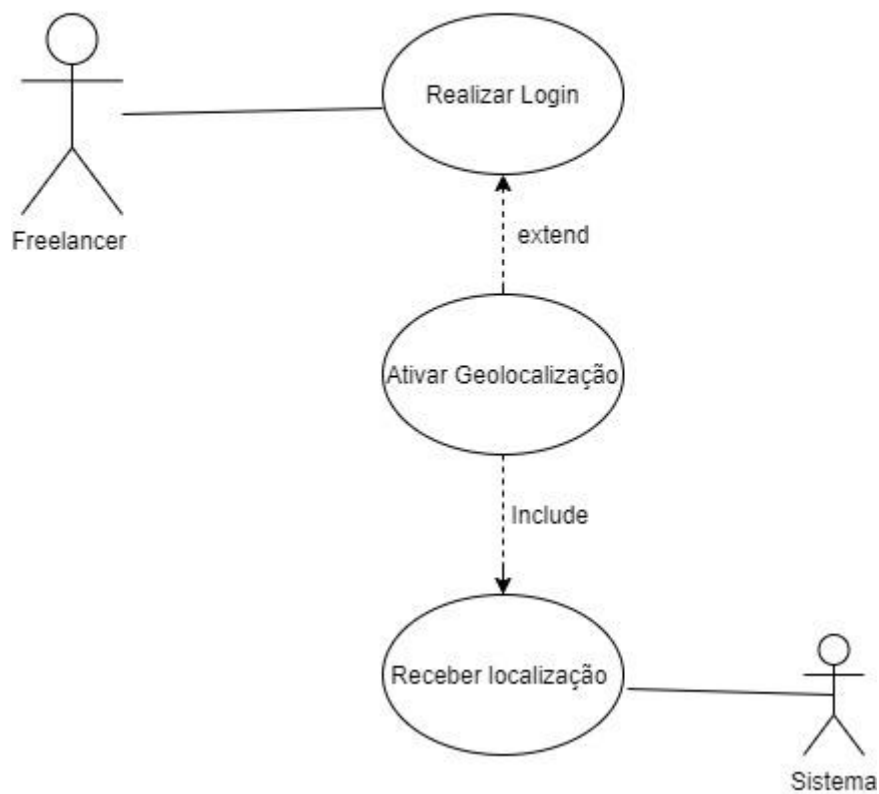 Realizar Login
Freelancer
extend
Ativar Geolocalização
Include
Receber localização
Sistema